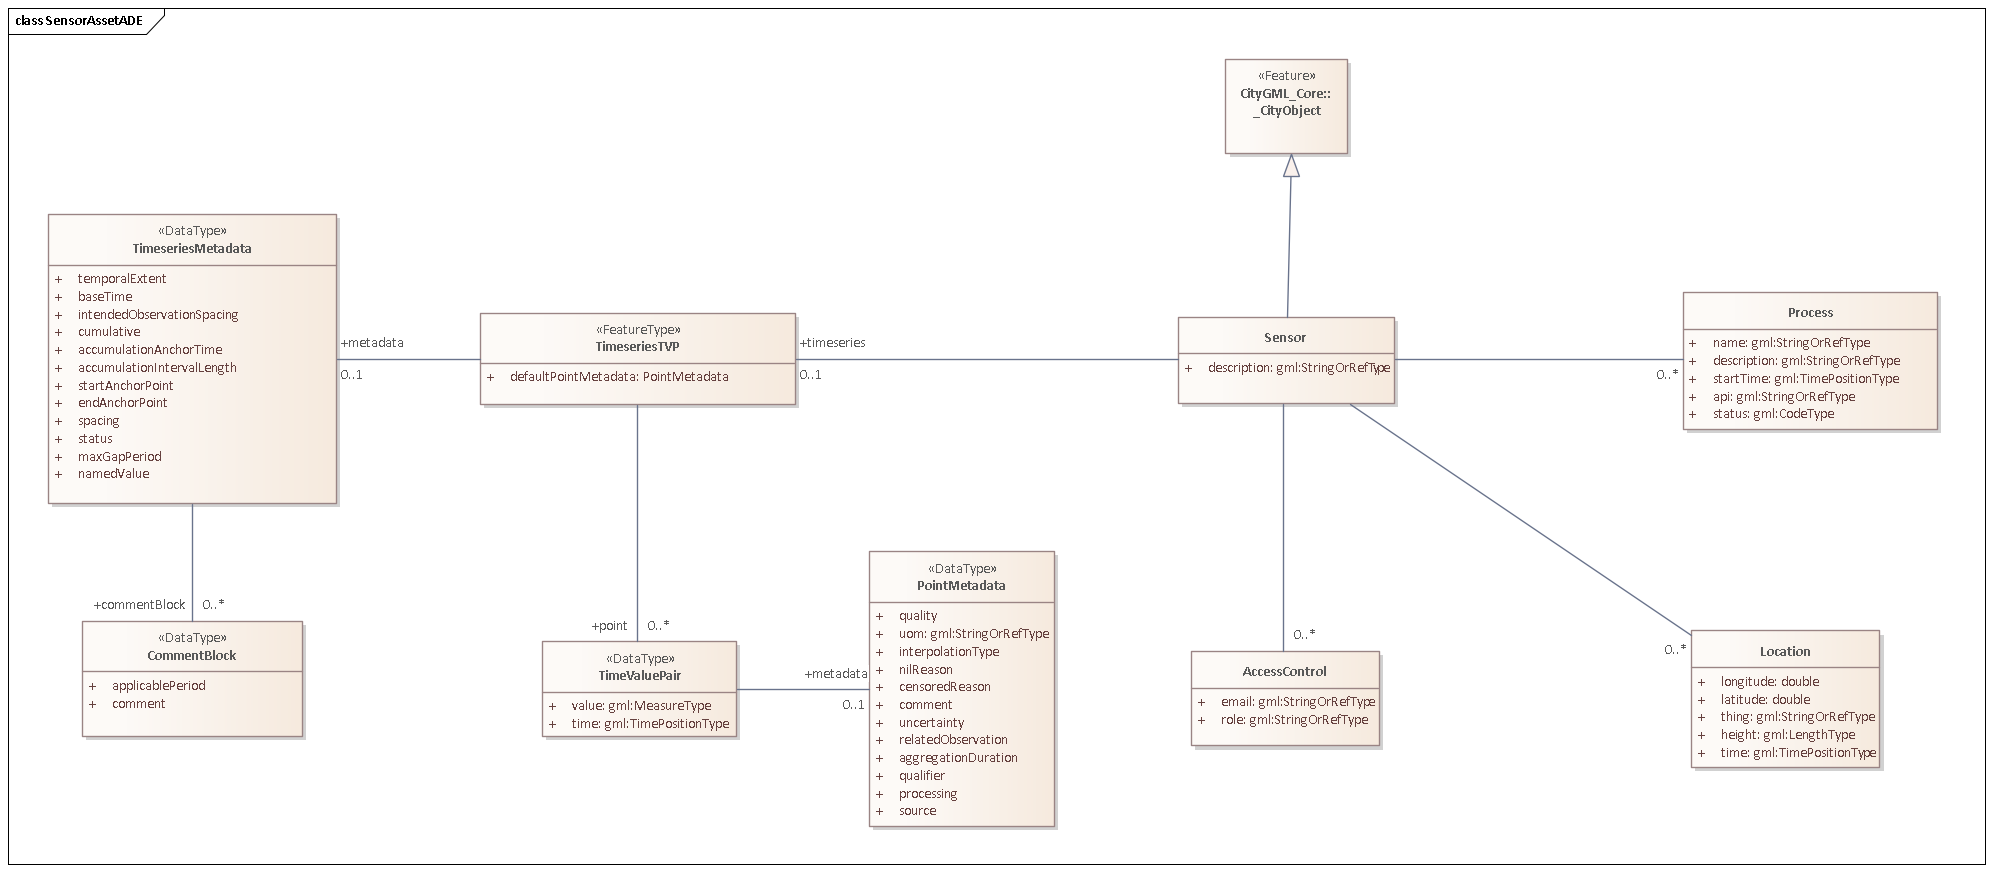 class SensorAssetADE
«Feature»
CityGML_Core::
_CityObject
«DataType»
TimeseriesMetadata
+ temporalExtent
+ baseTime
+ intendedObservationSpacing
+ cumulative
+ accumulationAnchorTime
+ accumulationIntervalLength
+ startAnchorPoint
+ endAnchorPoint
+ spacing
+ status
+ maxGapPeriod
+ namedValue
+metadata
0..1
«FeatureType»
TimeseriesTVP
+ defaultPointMetadata: PointMetadata
+timeseries
0..1
Sensor
+ description: gml:StringOrRefType
0..*
Process
+ name: gml:StringOrRefType
+ description: gml:StringOrRefType
+ startTime: gml:TimePositionType
+ api: gml:StringOrRefType
+ status: gml:CodeType
+commentBlock
0..*
«DataType»
CommentBlock
+ applicablePeriod
+ comment
+point
0..*
«DataType»
TimeValuePair
+ value: gml:MeasureType
+ time: gml:TimePositionType
+metadata
0..1
«DataType»
PointMetadata
+ quality
+ uom: gml:StringOrRefType
+ interpolationType
+ nilReason
+ censoredReason
+ comment
+ uncertainty
+ relatedObservation
+ aggregationDuration
+ qualifier
+ processing
+ source
0..*
AccessControl
+ email: gml:StringOrRefType
+ role: gml:StringOrRefType
0..*
Location
+ longitude: double
+ latitude: double
+ thing: gml:StringOrRefType
+ height: gml:LengthType
+ time: gml:TimePositionType